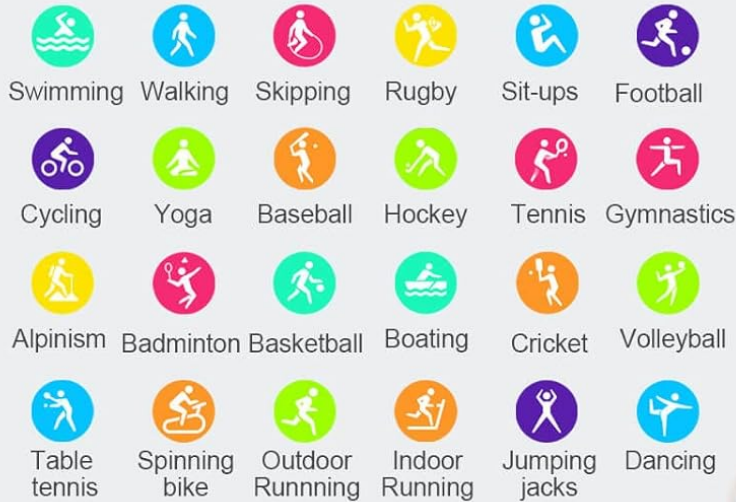 Swimming Walking Skipping Rugby Sit-ups Football
Cycling Yoga Baseball Hockey Tennis Gymnastics
Alpinism Badminton Basketball Boating Cricket Volleyball
Table Spinning Outdoor Indoor Jumping Dancing
tennis bike Runnning Running jacks